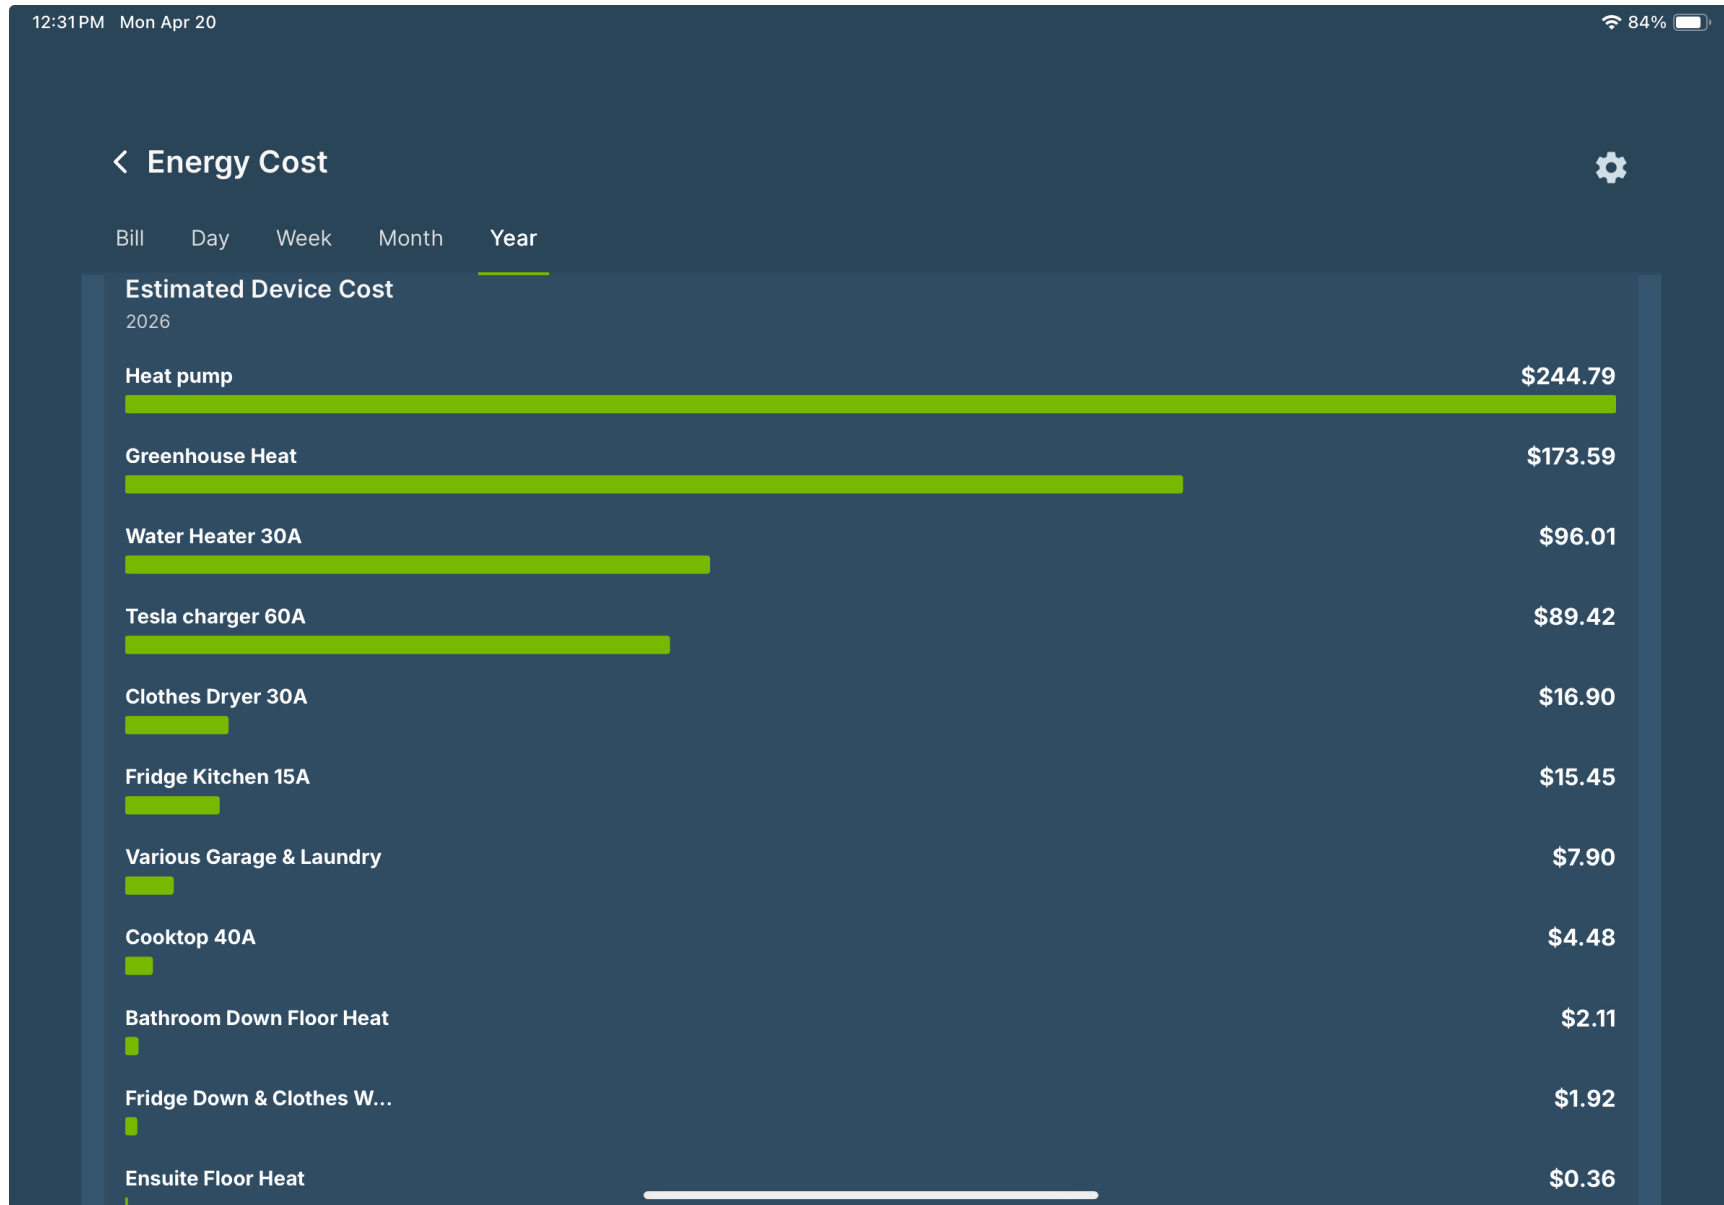 12:31 PM Mon Apr 20
84%
Energy Cost
Bill Day Week Month Year
Estimated Device Cost
2026
Heat pump $244.79
Greenhouse Heat $173.59
Water Heater 30A $96.01
Tesla charger 60A $89.42
Clothes Dryer 30A $16.90
Fridge Kitchen 15A $15.45
Various Garage & Laundry $7.90
Cooktop 40A $4.48
Bathroom Down Floor Heat $2.11
Fridge Down & Clothes W... $1.92
Ensuite Floor Heat $0.36